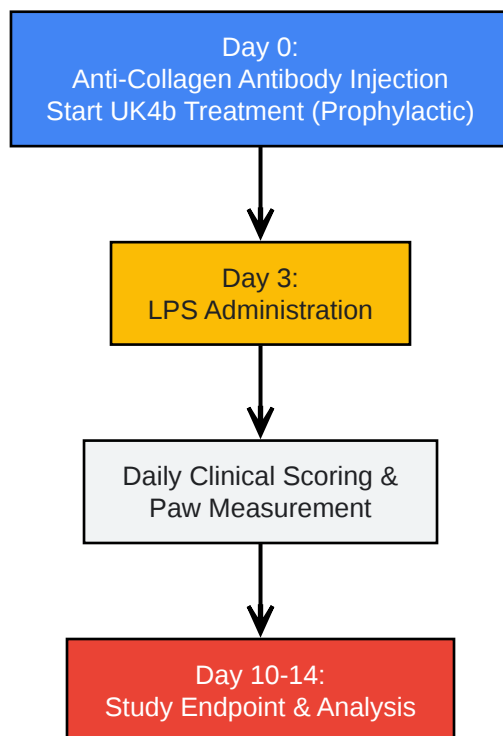 Day 0:
Anti-Collagen Antibody Injection
Start UK4b Treatment (Prophylactic)
Day 3:
LPS Administration
Daily Clinical Scoring &
Paw Measurement
Day 10-14:
Study Endpoint & Analysis